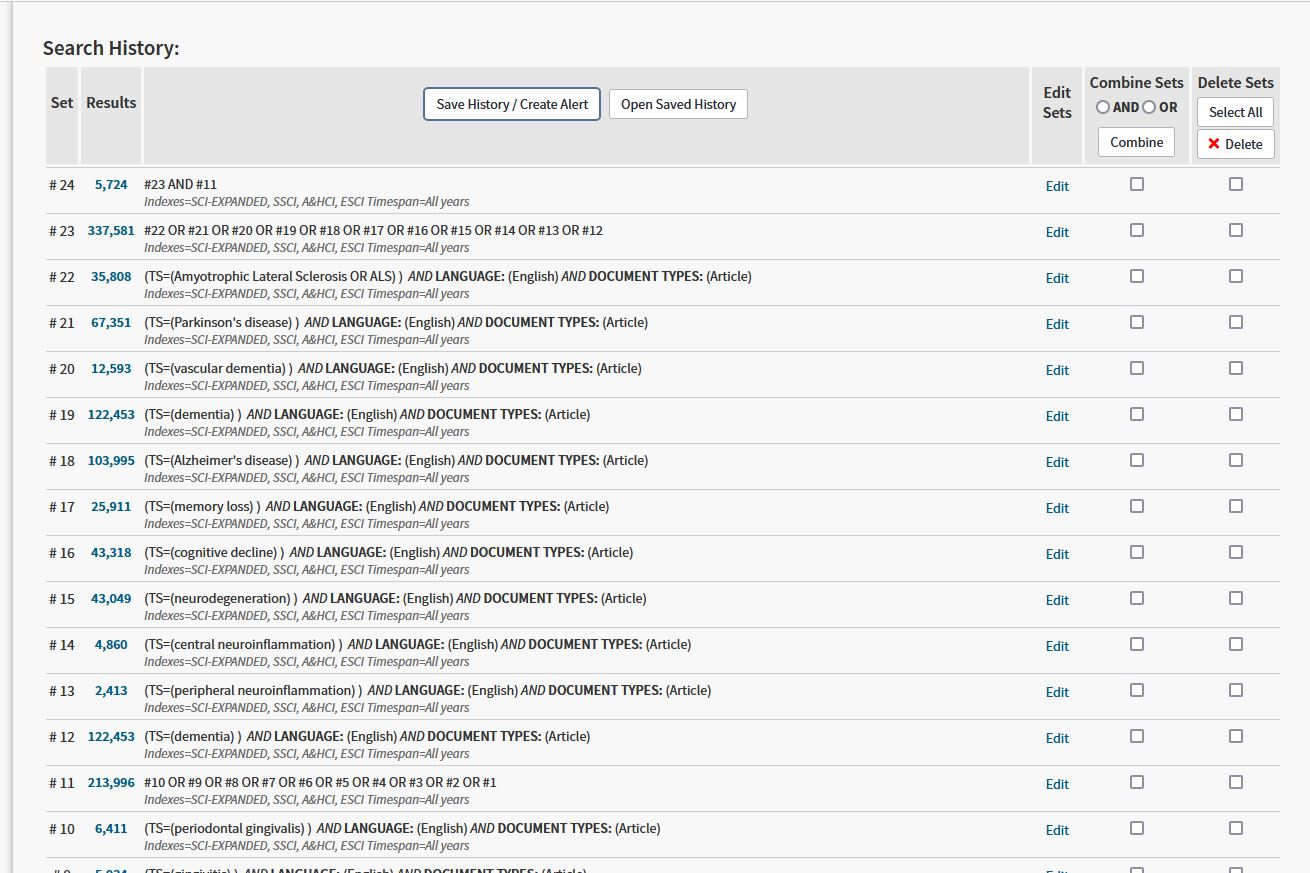 Search History:
Set Results Save History / Create Alert Open Saved History Edit Sets Combine Sets AND OR Combine Delete Sets Select All Delete
# 24 5,724 #23 AND #11 Edit
Indexes=SCI-EXPANDED, SSCI, A&HCI, ESCI Timespan=All years
# 23 337,581 #22 OR #21 OR #20 OR #19 OR #18 OR #17 OR #16 OR #15 OR #14 OR #13 OR #12 Edit
Indexes=SCI-EXPANDED, SSCI, A&HCI, ESCI Timespan=All years
# 22 35,808 (TS=(Amyotrophic Lateral Sclerosis OR ALS) ) AND LANGUAGE: (English) AND DOCUMENT TYPES: (Article) Edit
Indexes=SCI-EXPANDED, SSCI, A&HCI, ESCI Timespan=All years
# 21 67,351 (TS=(Parkinson's disease) ) AND LANGUAGE: (English) AND DOCUMENT TYPES: (Article) Edit
Indexes=SCI-EXPANDED, SSCI, A&HCI, ESCI Timespan=All years
# 20 12,593 (TS=(vascular dementia) ) AND LANGUAGE: (English) AND DOCUMENT TYPES: (Article) Edit
Indexes=SCI-EXPANDED, SSCI, A&HCI, ESCI Timespan=All years
# 19 122,453 (TS=(dementia) ) AND LANGUAGE: (English) AND DOCUMENT TYPES: (Article) Edit
Indexes=SCI-EXPANDED, SSCI, A&HCI, ESCI Timespan=All years
# 18 103,995 (TS=(Alzheimer's disease) ) AND LANGUAGE: (English) AND DOCUMENT TYPES: (Article) Edit
Indexes=SCI-EXPANDED, SSCI, A&HCI, ESCI Timespan=All years
# 17 25,911 (TS=(memory loss) ) AND LANGUAGE: (English) AND DOCUMENT TYPES: (Article) Edit
Indexes=SCI-EXPANDED, SSCI, A&HCI, ESCI Timespan=All years
# 16 43,318 (TS=(cognitive decline) ) AND LANGUAGE: (English) AND DOCUMENT TYPES: (Article) Edit
Indexes=SCI-EXPANDED, SSCI, A&HCI, ESCI Timespan=All years
# 15 43,049 (TS=(neurodegeneration) ) AND LANGUAGE: (English) AND DOCUMENT TYPES: (Article) Edit
Indexes=SCI-EXPANDED, SSCI, A&HCI, ESCI Timespan=All years
# 14 4,860 (TS=(central neuroinflammation) ) AND LANGUAGE: (English) AND DOCUMENT TYPES: (Article) Edit
Indexes=SCI-EXPANDED, SSCI, A&HCI, ESCI Timespan=All years
# 13 2,413 (TS=(peripheral neuroinflammation) ) AND LANGUAGE: (English) AND DOCUMENT TYPES: (Article) Edit
Indexes=SCI-EXPANDED, SSCI, A&HCI, ESCI Timespan=All years
# 12 122,453 (TS=(dementia) ) AND LANGUAGE: (English) AND DOCUMENT TYPES: (Article) Edit
Indexes=SCI-EXPANDED, SSCI, A&HCI, ESCI Timespan=All years
# 11 213,996 #10 OR #9 OR #8 OR #7 OR #6 OR #5 OR #4 OR #3 OR #2 OR #1 Edit
Indexes=SCI-EXPANDED, SSCI, A&HCI, ESCI Timespan=All years
# 10 6,411 (TS=(periodontal gingivalis) ) AND LANGUAGE: (English) AND DOCUMENT TYPES: (Article) Edit
Indexes=SCI-EXPANDED, SSCI, A&HCI, ESCI Timespan=All years